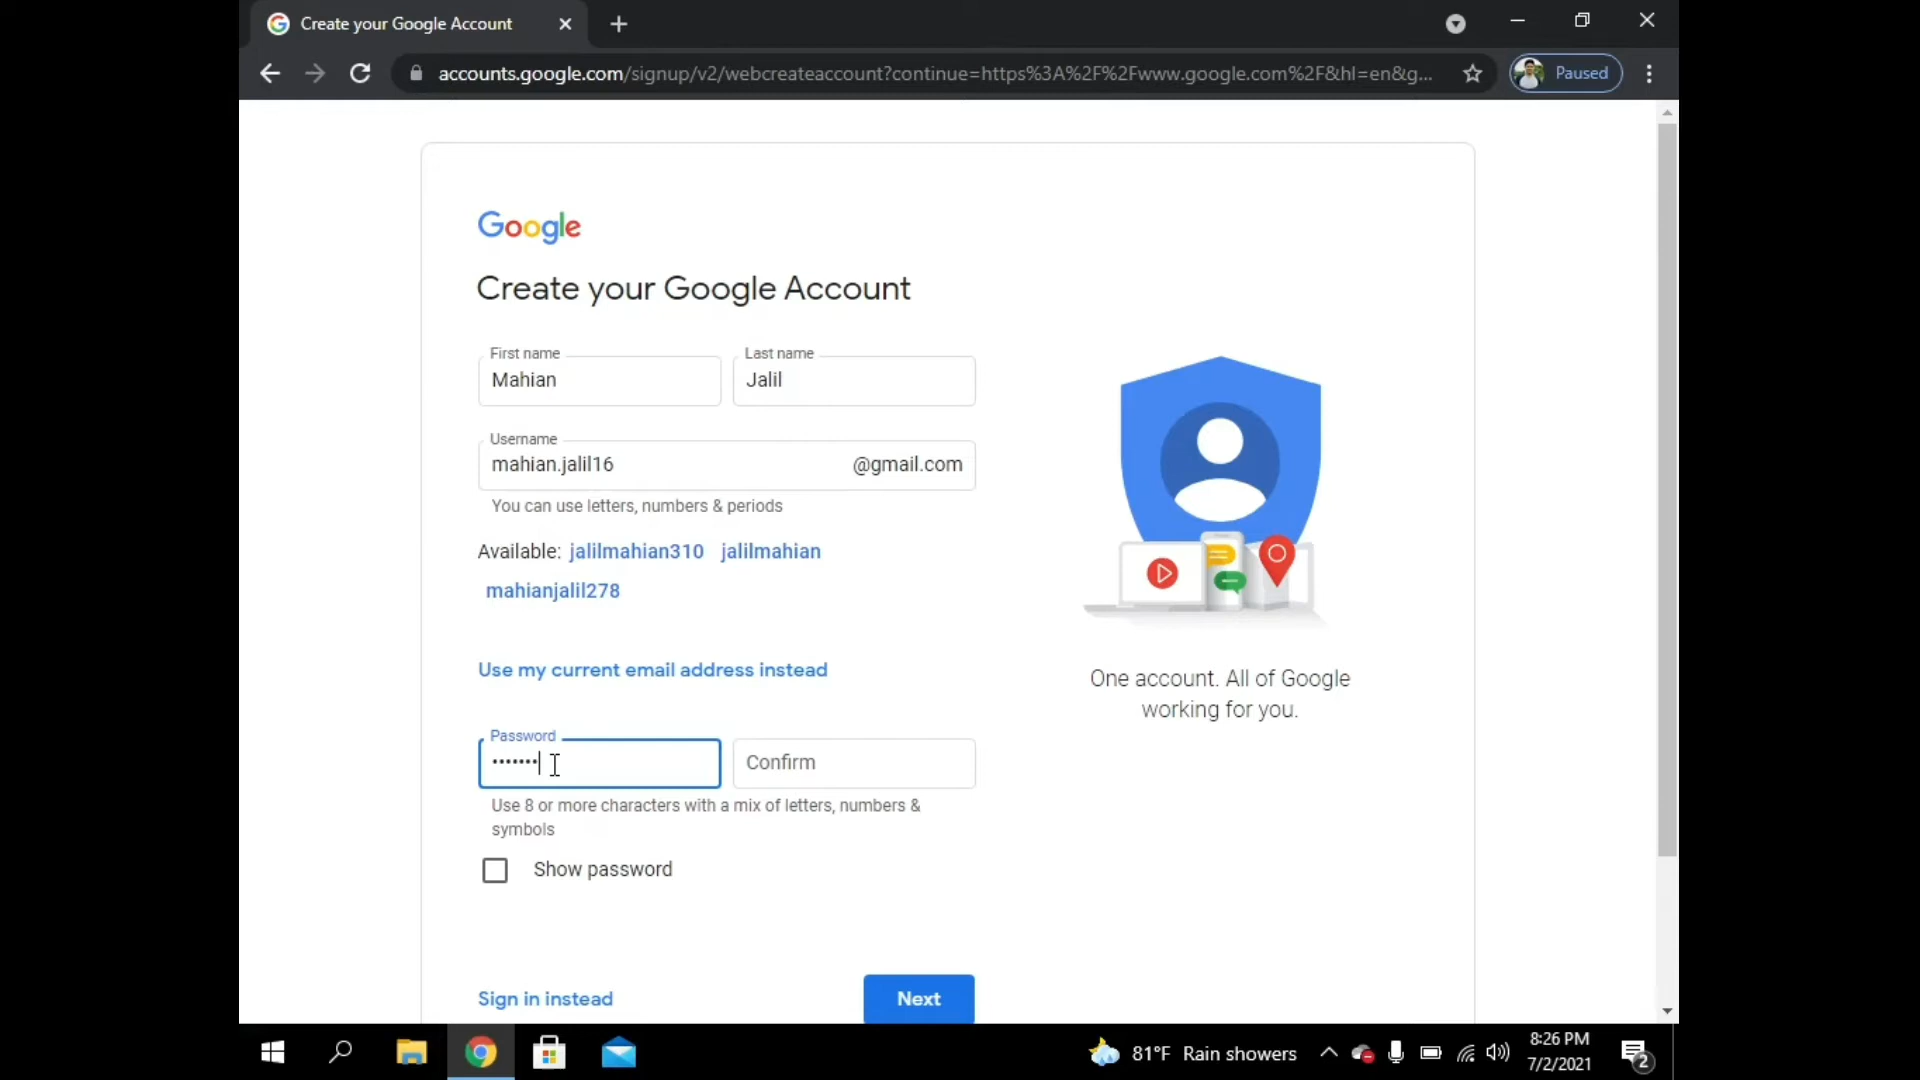 Create your Google Account
accounts.google.com/signup/v2/webcreateaccount?continue=https%3A%2F%2Fwww.google.com%2F&hl=en&g...
Paused
Google
Create your Google Account
First name
Last name
Mahian
Jalil
Username
mahian.jalil16
@gmail.com
You can use letters, numbers & periods
Available: jalilmahian310 jalilmahian
mahianjalil278
Use my current email address instead
One account. All of Google
working for you.
Password
•••••••
Confirm
Use 8 or more characters with a mix of letters, numbers &
symbols
Show password
Sign in instead
Next
81°F Rain showers
8:26 PM
7/2/2021
2